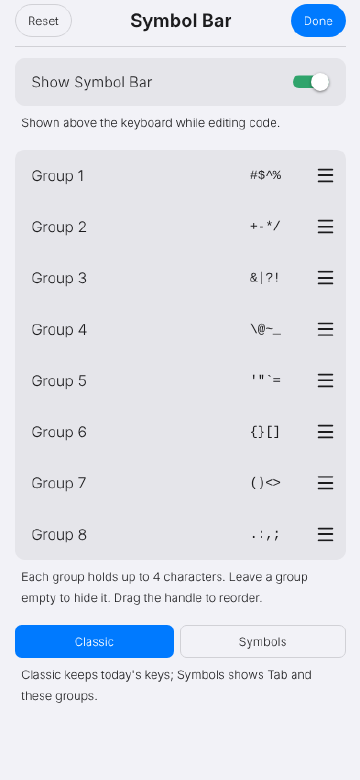 Reset
Symbol Bar
Done
Show Symbol Bar
Shown above the keyboard while editing code.
Group 1 #$^%
Group 2 +-*/
Group 3 &|?!
Group 4 \@~_
Group 5 '"`=
Group 6 {}[]
Group 7 ()<>
Group 8 .:,;
Each group holds up to 4 characters. Leave a group
empty to hide it. Drag the handle to reorder.
Classic
Symbols
Classic keeps today's keys; Symbols shows Tab and
these groups.